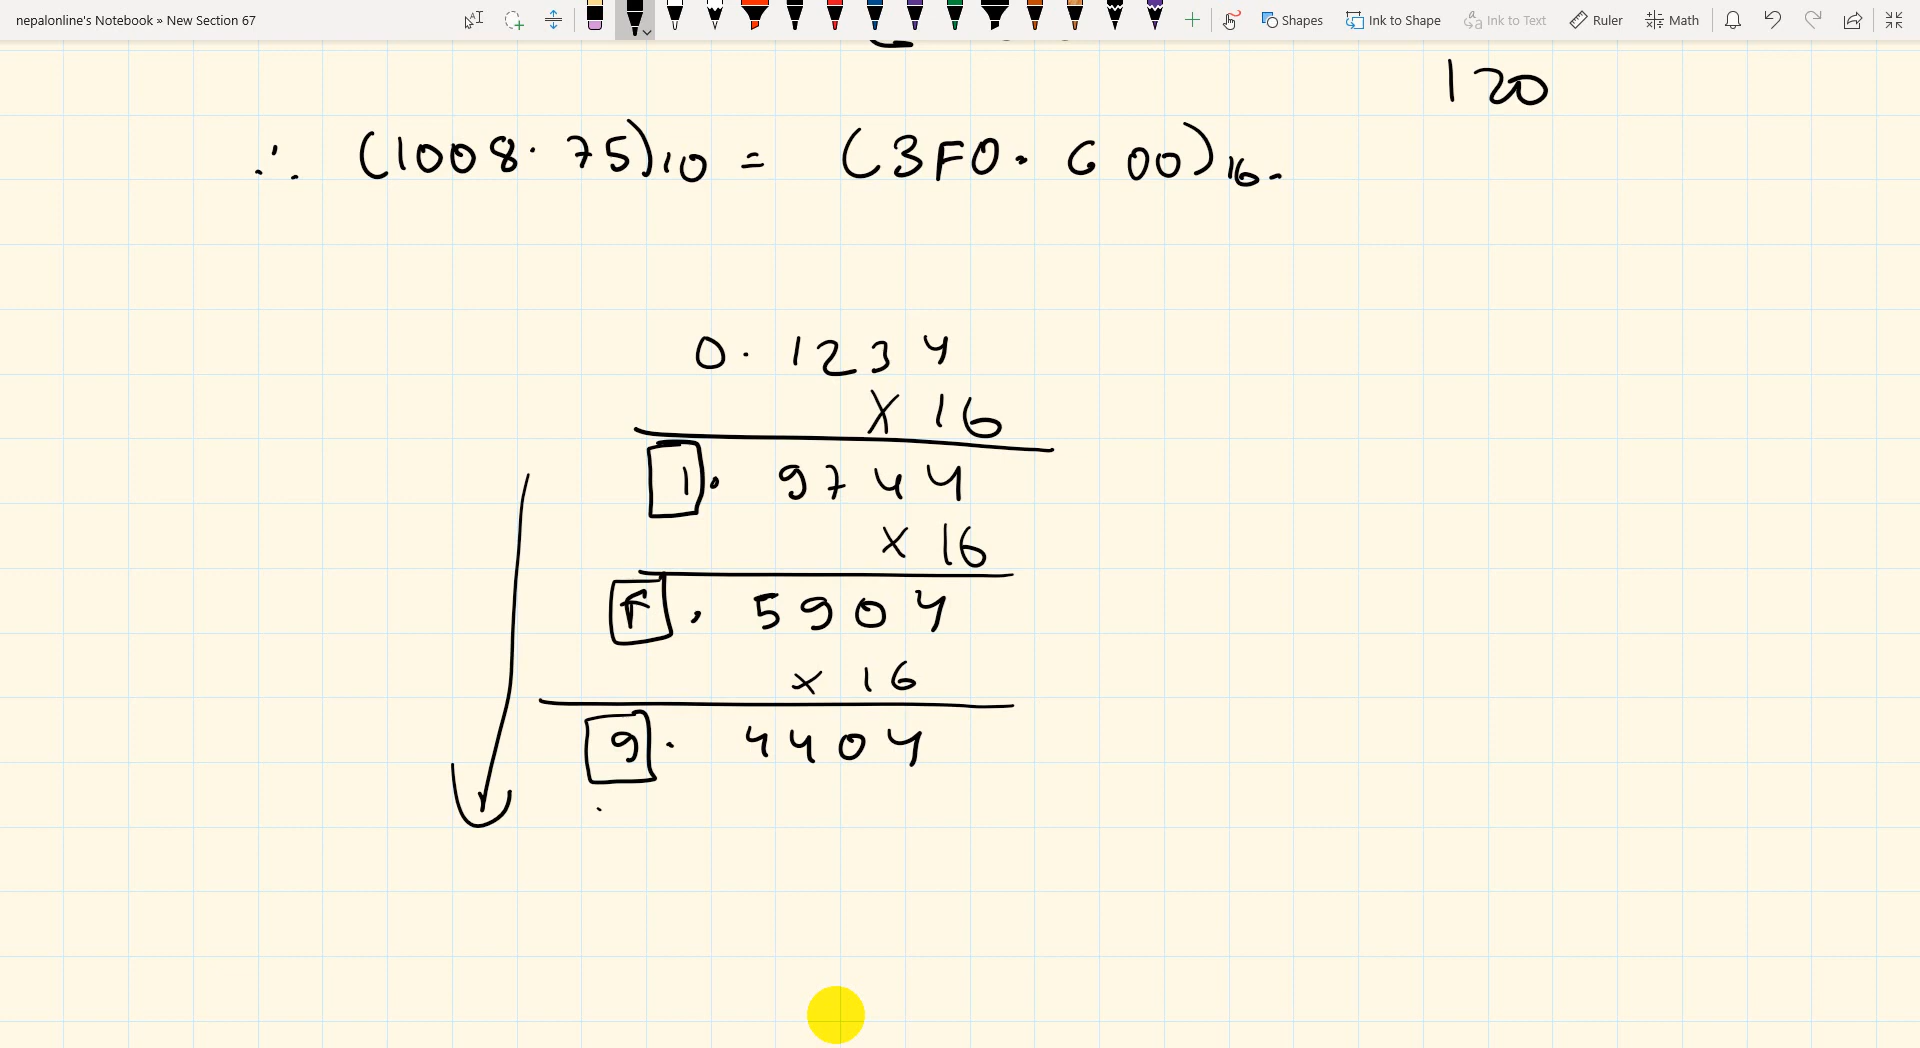 nepalonline's Notebook » New Section 67
Shapes Ink to Shape Ink to Text Ruler Math
120
∴ (1008.75)10 = (3F0.600)16.
0.1234
X 16
1.9744
x 16
F.5904
x 16
9.4404